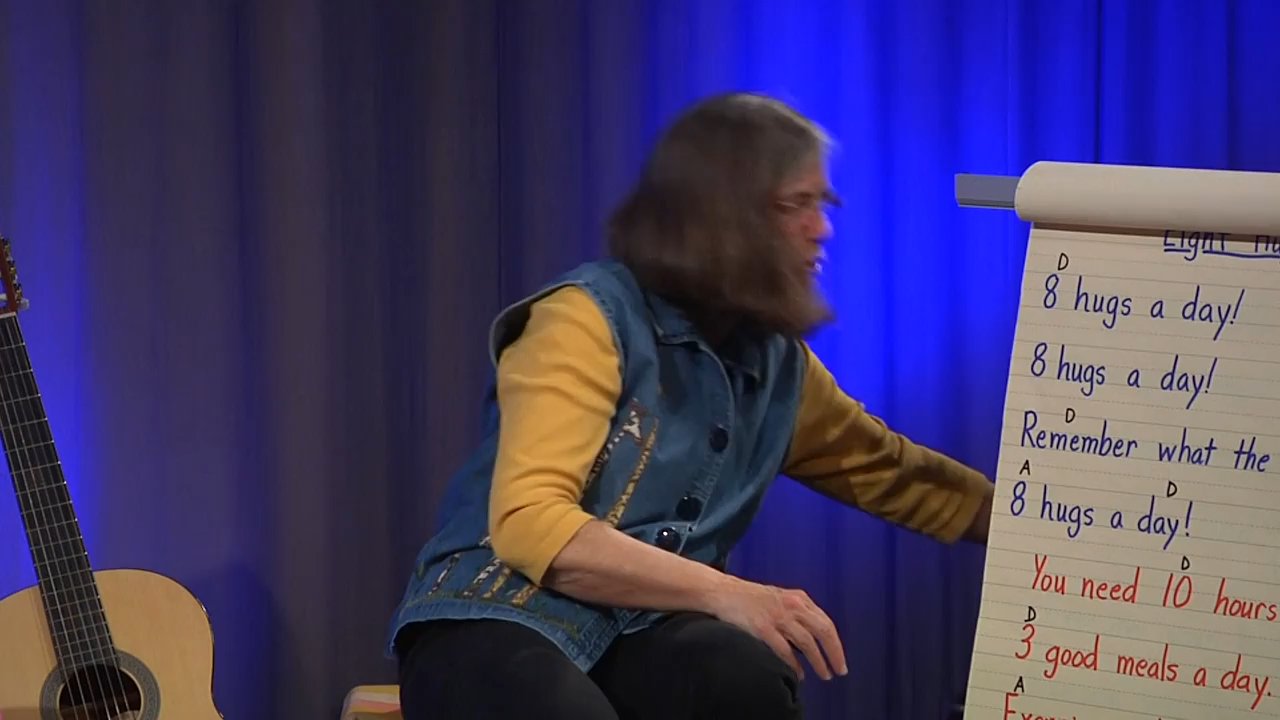 Eight
D
8 hugs a day!
8 hugs a day!
D
Remember what the
A D
8 hugs a day!
D
You need 10 hours
D
3 good meals a day.
A